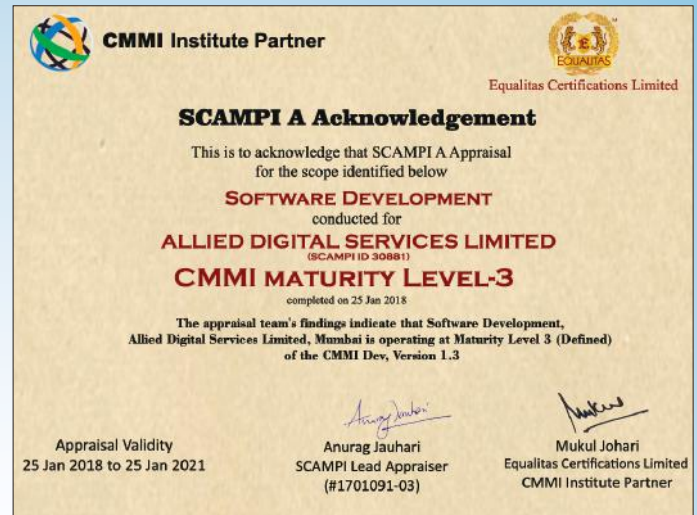 CMMI Institute Partner
EQUALITAS
Equalitas Certifications Limited
SCAMPI A Acknowledgement
This is to acknowledge that SCAMPI A Appraisal
for the scope identified below
SOFTWARE DEVELOPMENT
conducted for
ALLIED DIGITAL SERVICES LIMITED
(SCAMPI ID 30881)
CMMI MATURITY LEVEL-3
completed on 25 Jan 2018
The appraisal team's findings indicate that Software Development,
Allied Digital Services Limited, Mumbai is operating at Maturity Level 3 (Defined)
of the CMMI Dev, Version 1.3
Appraisal Validity
25 Jan 2018 to 25 Jan 2021
Anurag Jauhari
Anurag Jauhari
SCAMPI Lead Appraiser
(#1701091-03)
Mukul Johari
Equalitas Certifications Limited
CMMI Institute Partner